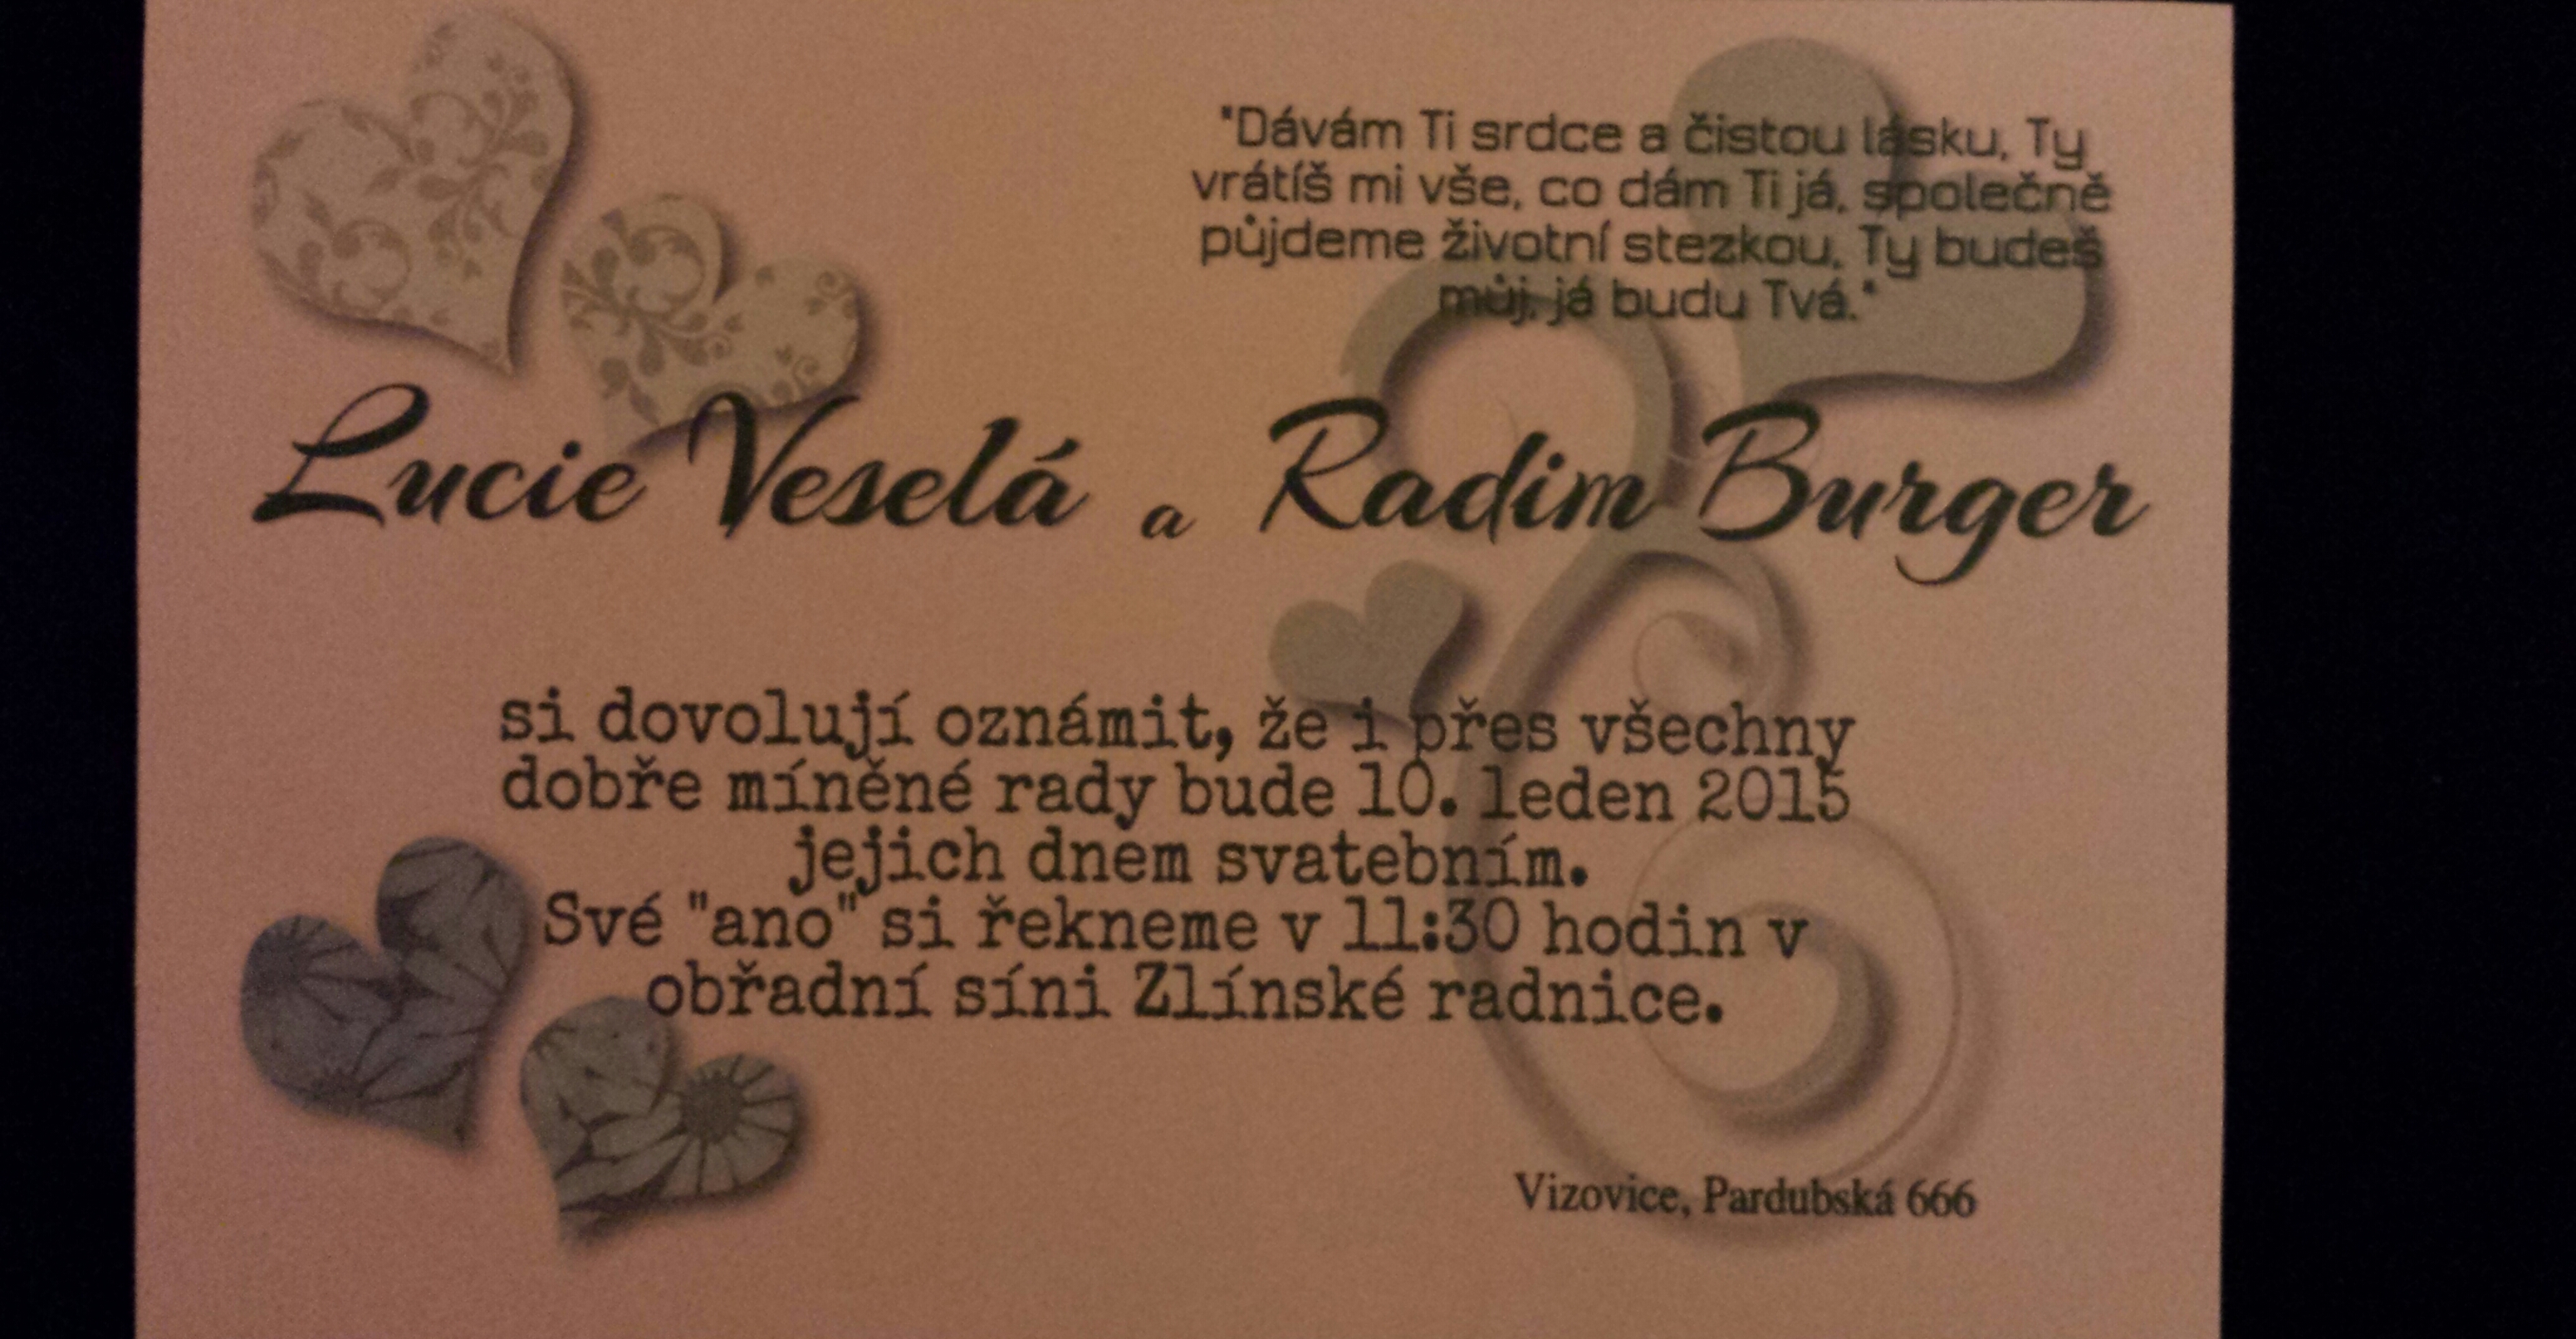 "Dávám Ti srdce a čistou lásku, Ty
vrátíš mi vše, co dám Ti já, společně
půjdeme životní stezkou, Ty budeš
můj, já budu Tvá."
Lucie Veselá a Radim Burger
si dovolují oznámit, že i přes všechny
dobře míněné rady bude 10. leden 2015
jejich dnem svatebním.
Své "ano" si řekneme v 11:30 hodin v
obřadní síni Zlínské radnice.
Vizovice, Pardubská 666